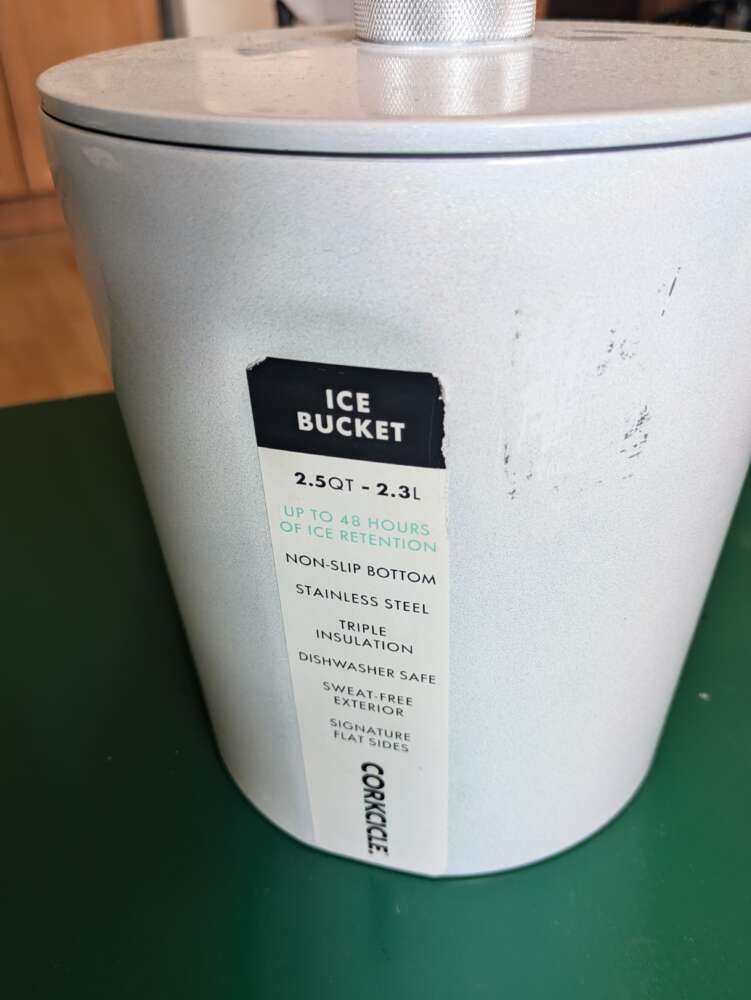 ICE
BUCKET
2.5QT - 2.3L
UP TO 48 HOURS
OF ICE RETENTION
NON-SLIP BOTTOM
STAINLESS STEEL
TRIPLE
INSULATION
DISHWASHER SAFE
SWEAT-FREE
EXTERIOR
SIGNATURE
FLAT SIDES
CORKCICLE.